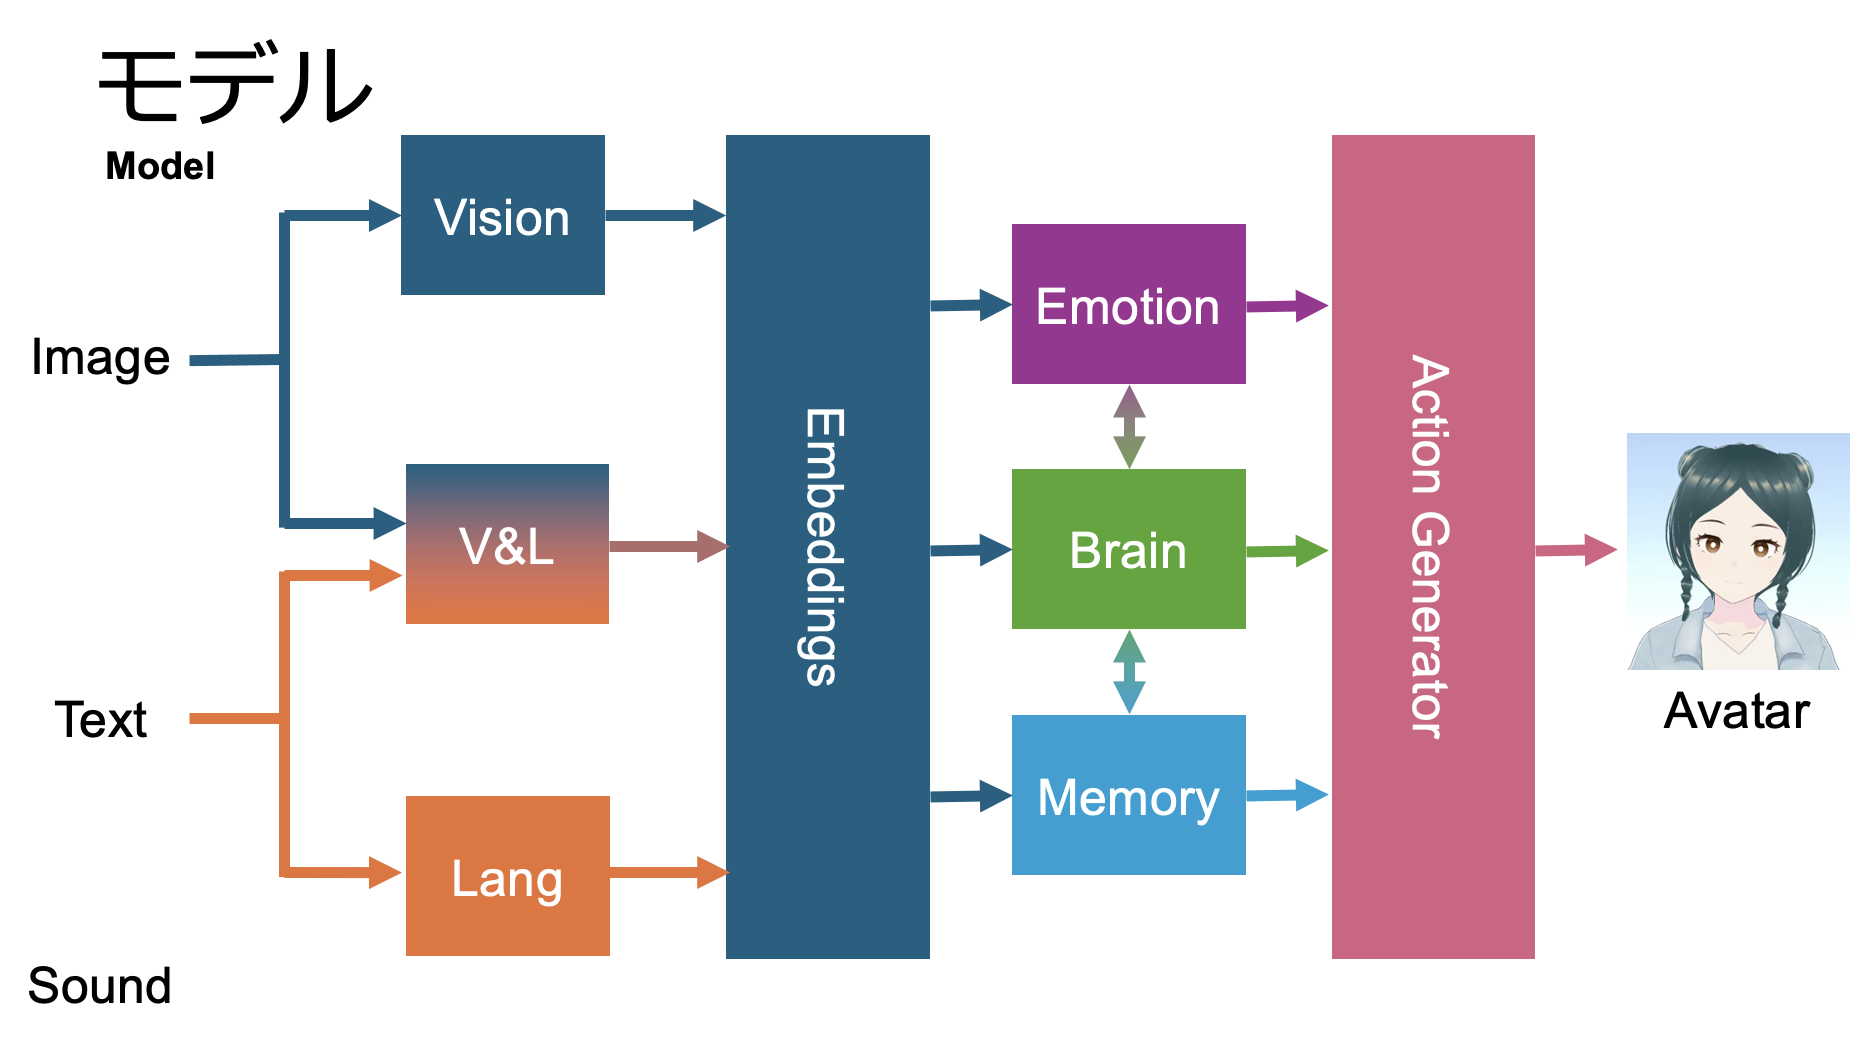 モデル
Model
Image
Text
Sound
Vision
V&L
Lang
Embeddings
Emotion
Brain
Memory
Action Generator
Avatar